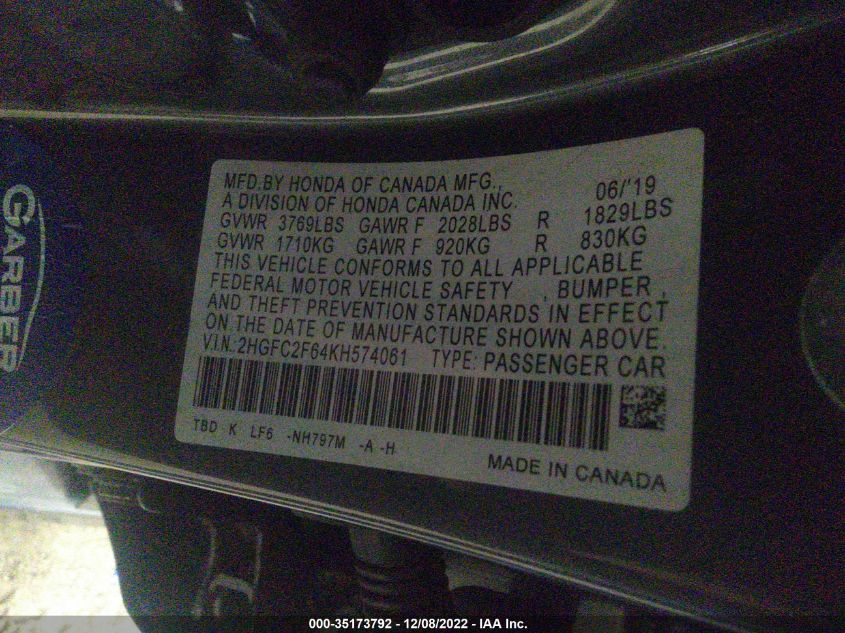 GARBER
MFD.BY HONDA OF CANADA MFG., 06/'19
A DIVISION OF HONDA CANADA INC.
GVWR 3769LBS GAWR F 2028LBS R 1829LBS
GVWR 1710KG GAWR F 920KG R 830KG
THIS VEHICLE CONFORMS TO ALL APPLICABLE
FEDERAL MOTOR VEHICLE SAFETY , BUMPER ,
AND THEFT PREVENTION STANDARDS IN EFFECT
ON THE DATE OF MANUFACTURE SHOWN ABOVE.
V.I.N.:2HGFC2F64KH574061 TYPE: PASSENGER CAR
TBD K LF6 -NH797M -A -H
MADE IN CANADA
000-35173792 - 12/08/2022 - IAA Inc.